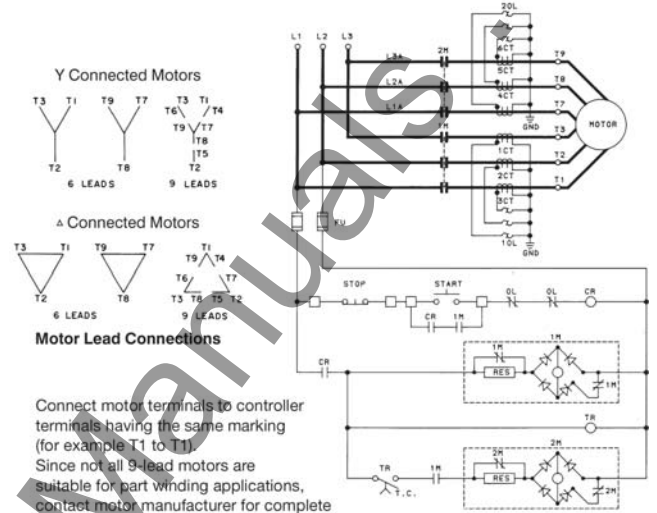 Y Connected Motors
T3 T1 T9 T7 T3 T1
T6 T4
T9 T7
T8
T5
T2 T8 T2
6 LEADS 9 LEADS
△ Connected Motors
T3 T1 T9 T7 T1
T9 T4
T6 T7
T3 T8 T5 T2
T2 T8
6 LEADS 9 LEADS
Motor Lead Connections
Connect motor terminals to controller
terminals having the same marking
(for example T1 to T1).
Since not all 9-lead motors are
suitable for part winding applications,
contact motor manufacturer for complete
L1 L2 L3
2OL
6CT
L3A 2M 5CT T9
L2A 4CT T8
L1A T7
GND
MOTOR
1M T3
1CT
T2
2CT
T1
3CT
1OL
GND
FU
STOP START OL OL CR
CR 1M
1M
CR 1M
RES 1M
TR
2M
TR 1M 2M
T.C. RES 2M
Manuals